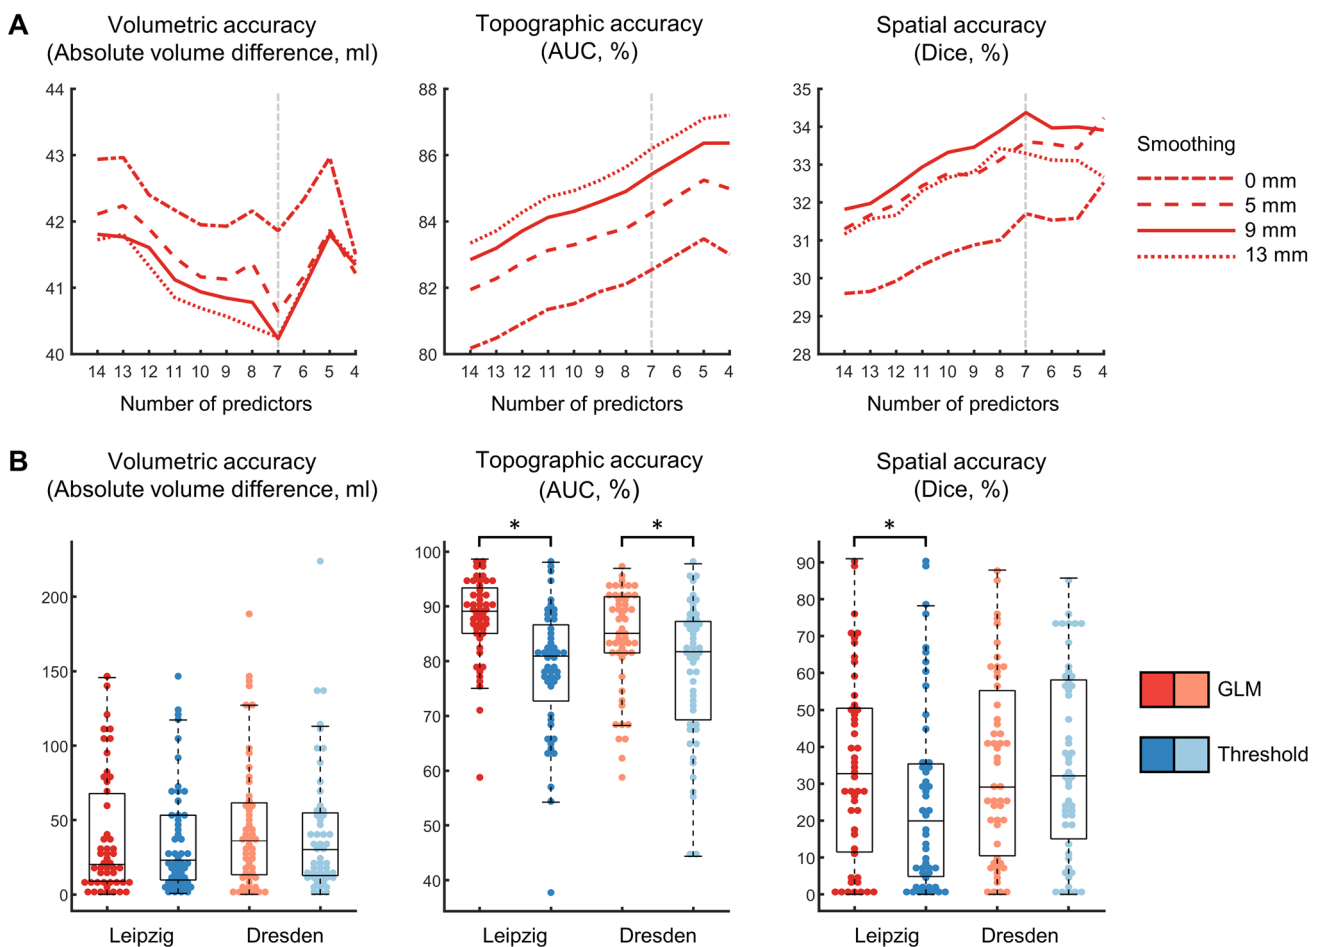 A
Volumetric accuracy
(Absolute volume difference, ml)
44
43
42
41
40
14 13 12 11 10 9 8 7 6 5 4
Number of predictors
Topographic accuracy
(AUC, %)
88
86
84
82
80
14 13 12 11 10 9 8 7 6 5 4
Number of predictors
Spatial accuracy
(Dice, %)
35
34
33
32
31
30
29
28
14 13 12 11 10 9 8 7 6 5 4
Number of predictors
Smoothing
0 mm
5 mm
9 mm
13 mm
B
Volumetric accuracy
(Absolute volume difference, ml)
200
150
100
50
0
Leipzig Dresden
Topographic accuracy
(AUC, %)
* *
100
90
80
70
60
50
40
Leipzig Dresden
Spatial accuracy
(Dice, %)
*
90
80
70
60
50
40
30
20
10
0
Leipzig Dresden
GLM
Threshold